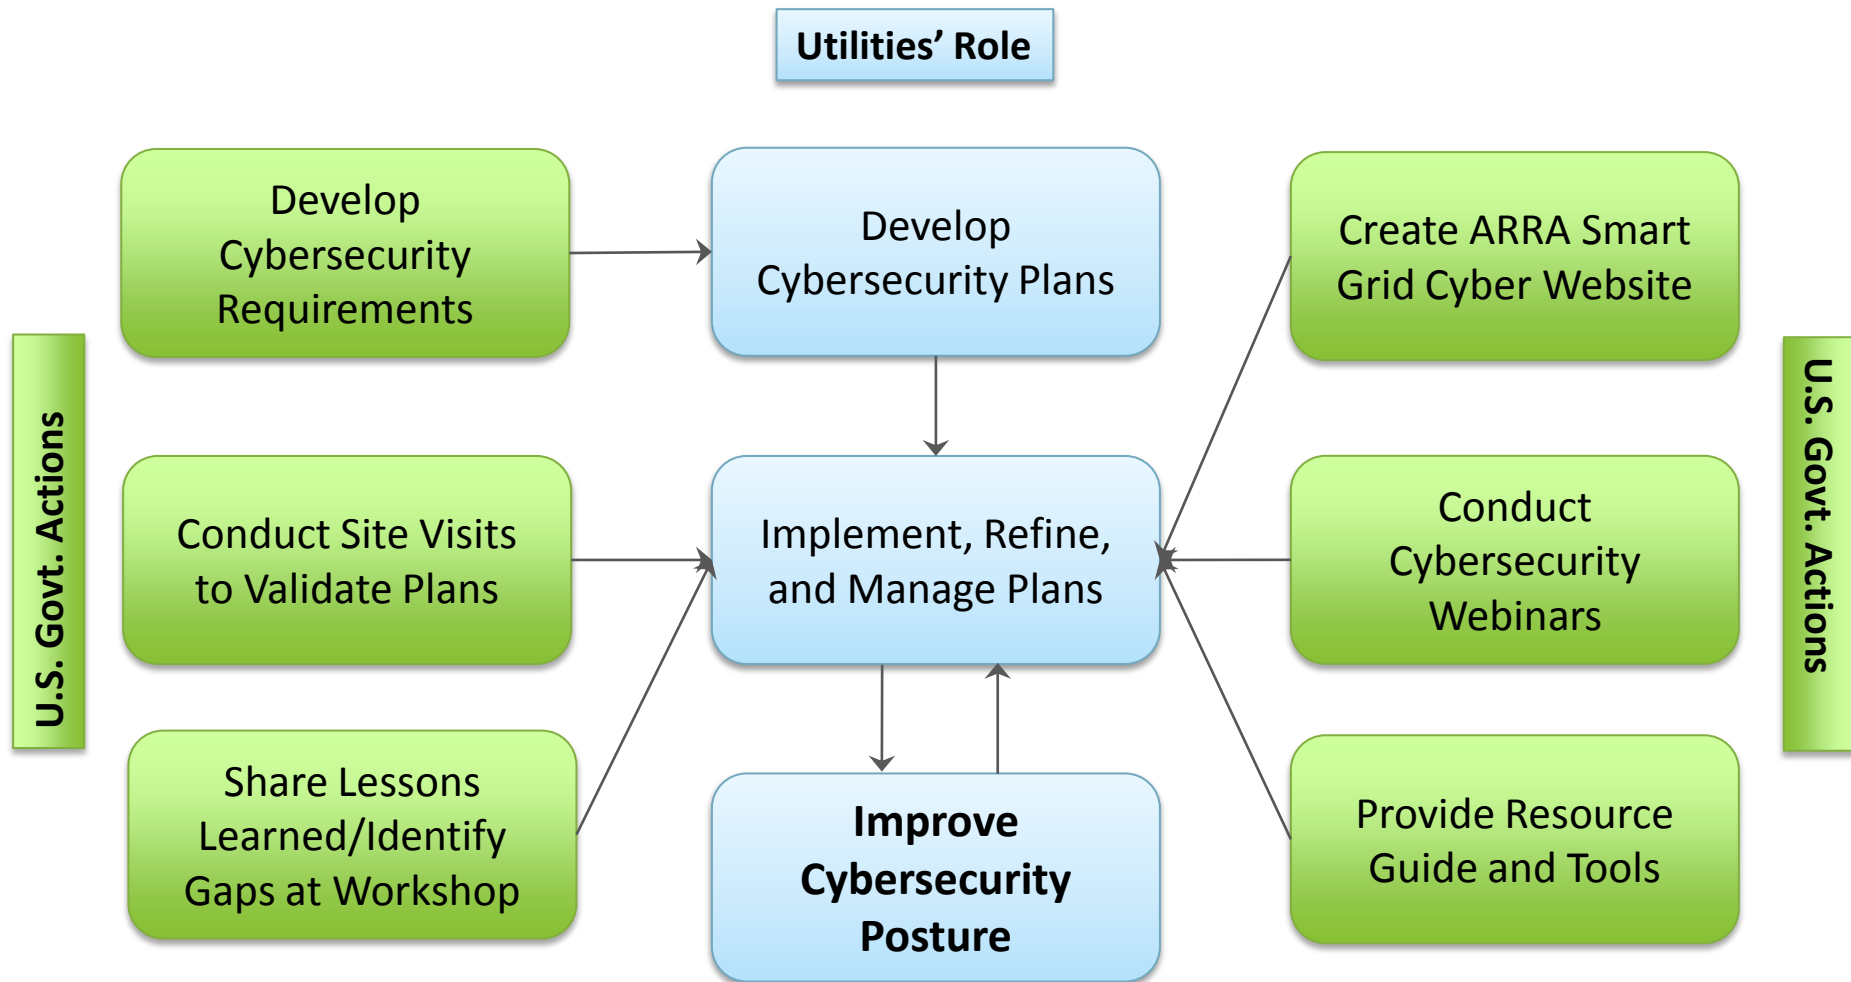 Utilities’ Role
Develop
Cybersecurity
Requirements
Develop
Cybersecurity Plans
Create ARRA Smart
Grid Cyber Website
U.S. Govt. Actions
Conduct Site Visits
to Validate Plans
Implement, Refine,
and Manage Plans
Conduct
Cybersecurity
Webinars
U.S. Govt. Actions
Share Lessons
Learned/Identify
Gaps at Workshop
Improve
Cybersecurity
Posture
Provide Resource
Guide and Tools